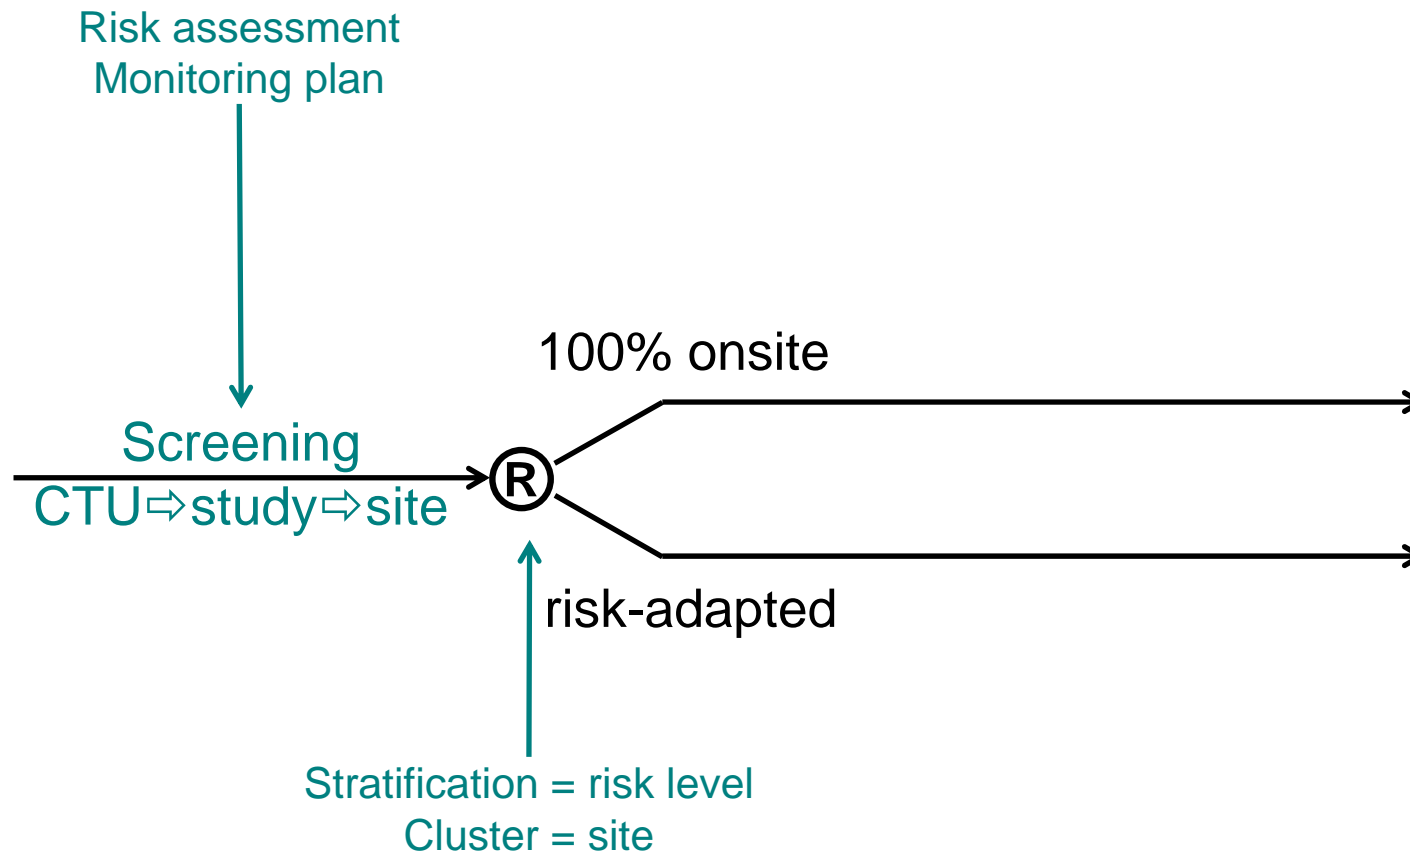 Risk assessment
Monitoring plan
100% onsite
Screening
R
CTU⇨study⇨site
risk-adapted
Stratification = risk level
Cluster = site